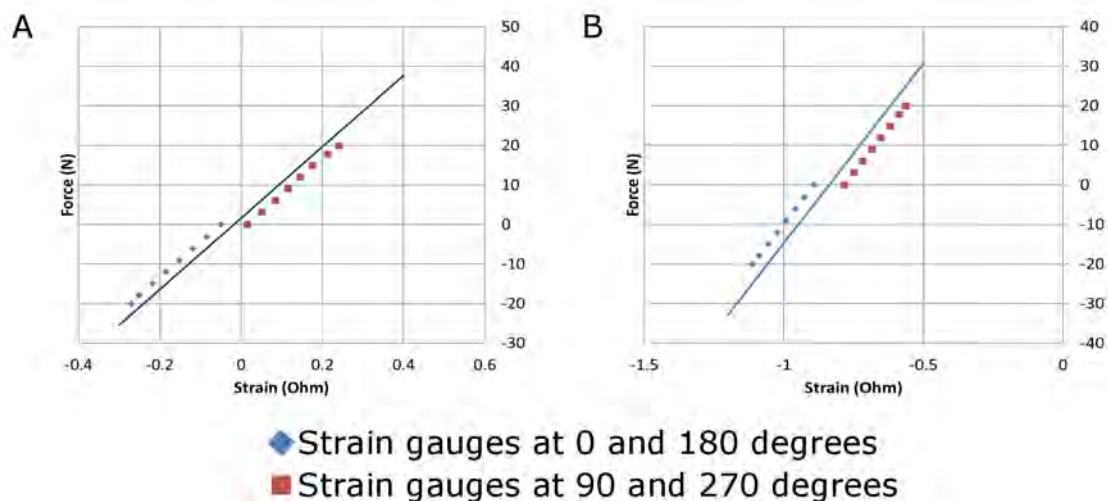 A
50
40
30
20
10
0
-10
-20
-30
Force (N)
-0.4 -0.2 0 0.2 0.4 0.6
Strain (Ohm)
B
40
30
20
10
0
-10
-20
-30
-40
Force (N)
-1.5 -1 -0.5 0
Strain (Ohm)
Strain gauges at 0 and 180 degrees
Strain gauges at 90 and 270 degrees